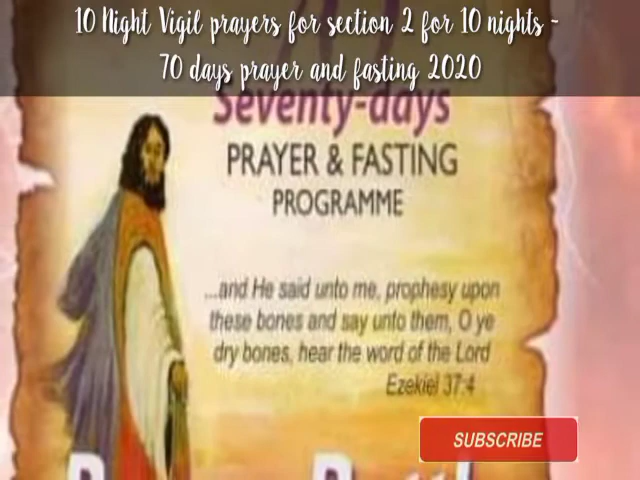 10 Night Vigil prayers for section 2 for 10 nights -
70 days prayer and fasting 2020
Seventy-days
PRAYER & FASTING
PROGRAMME
...and He said unto me, prophesy upon
these bones and say unto them, O ye
dry bones, hear the word of the Lord
Ezekiel 37:4
SUBSCRIBE